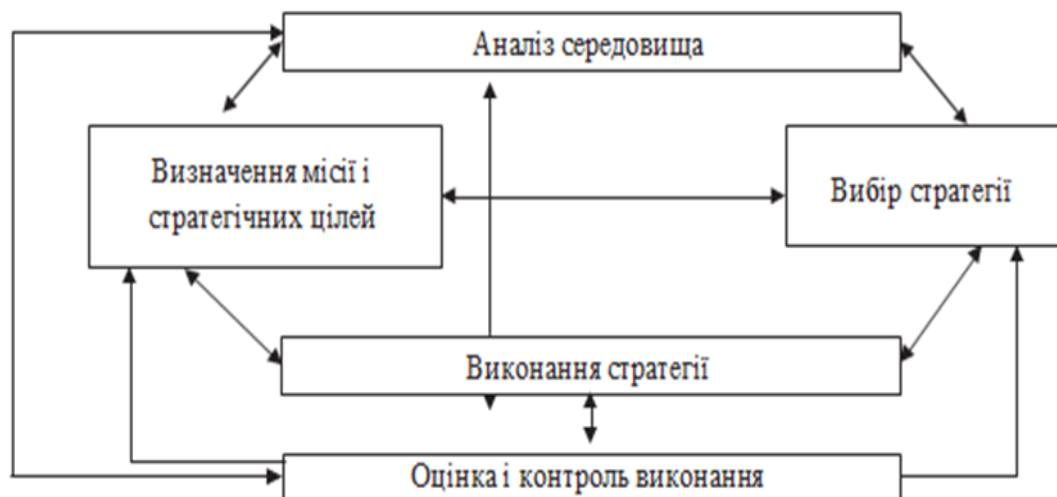 Аналіз середовища
Визначення місії і
стратегічних цілей
Вибір стратегії
Виконання стратегії
Оцінка і контроль виконання